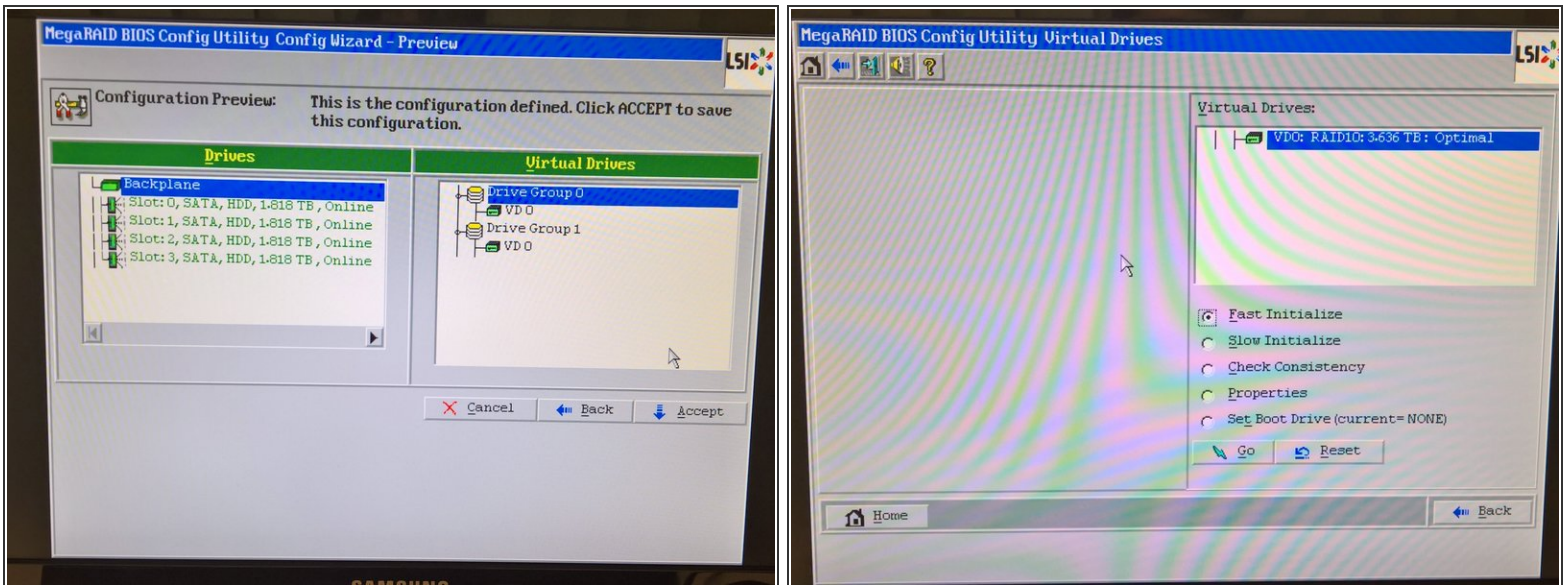 MegaRAID BIOS Config Utility Config Wizard - Preview
LSI
Configuration Preview:
This is the configuration defined. Click ACCEPT to save
this configuration.
Drives
Virtual Drives
Backplane
Slot: 0, SATA, HDD, 1.818 TB, Online
Slot: 1, SATA, HDD, 1.818 TB, Online
Slot: 2, SATA, HDD, 1.818 TB, Online
Slot: 3, SATA, HDD, 1.818 TB, Online
Drive Group 0
VD 0
Drive Group 1
VD 0
Cancel
Back
Accept
SAMSUNG
MegaRAID BIOS Config Utility Virtual Drives
LSI
?
Virtual Drives:
VD0: RAID10: 3.636 TB: Optimal
Fast Initialize
Slow Initialize
Check Consistency
Properties
Set Boot Drive (current= NONE)
Go
Reset
Home
Back